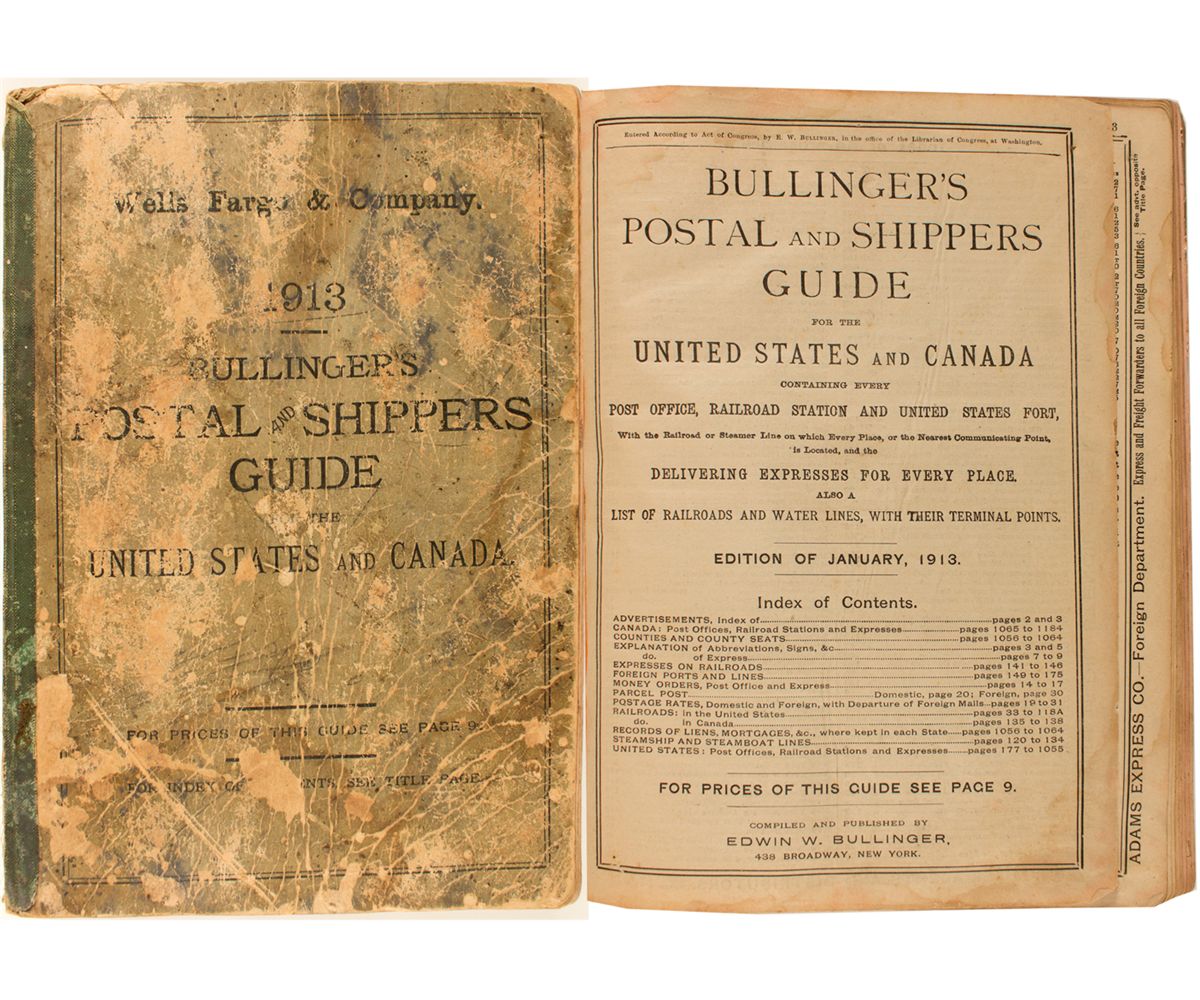 Wells Fargo & Company.
1913
BULLINGER'S
POSTAL AND SHIPPERS
GUIDE
THE
UNITED STATES AND CANADA.
FOR PRICES OF THIS GUIDE SEE PAGE 9.
FOR INDEX OF SEE TITLE PAGE
Entered According to Act of Congress, by E. W. BULLINGER, in the office of the Librarian of Congress, at Washington.
BULLINGER'S
POSTAL AND SHIPPERS
GUIDE
FOR THE
UNITED STATES AND CANADA
CONTAINING EVERY
POST OFFICE, RAILROAD STATION AND UNITED STATES FORT,
With the Railroad or Steamer Line on which Every Place, or the Nearest Communicating Point,
is Located, and the
DELIVERING EXPRESSES FOR EVERY PLACE.
ALSO A
LIST OF RAILROADS AND WATER LINES, WITH THEIR TERMINAL POINTS.
EDITION OF JANUARY, 1913.
Index of Contents.
ADVERTISEMENTS, Index of pages 2 and 3
CANADA: Post Offices, Railroad Stations and Expresses pages 1065 to 1184
COUNTIES AND COUNTY SEATS pages 1056 to 1064
EXPLANATION of Abbreviations, Signs, &c pages 3 and 5
do. of Express pages 7 to 9
EXPRESSES ON RAILROADS pages 141 to 146
FOREIGN PORTS AND LINES pages 149 to 175
MONEY ORDERS, Post Office and Express pages 14 to 17
PARCEL POST Domestic, page 20; Foreign, page 30
POSTAGE RATES, Domestic and Foreign, with Departure of Foreign Mails pages 19 to 31
RAILROADS: in the United States pages 33 to 118A
do. in Canada pages 135 to 138
RECORDS OF LIENS, MORTGAGES, &c., where kept in each State pages 1056 to 1064
STEAMSHIP AND STEAMBOAT LINES pages 120 to 134
UNITED STATES: Post Offices, Railroad Stations and Expresses pages 177 to 1055
FOR PRICES OF THIS GUIDE SEE PAGE 9.
COMPILED AND PUBLISHED BY
EDWIN W. BULLINGER,
438 BROADWAY, NEW YORK.
3
ADAMS EXPRESS CO.—Foreign Department. Express and Freight Forwarders to all Foreign Countries. See advt. opposite
Title Page.